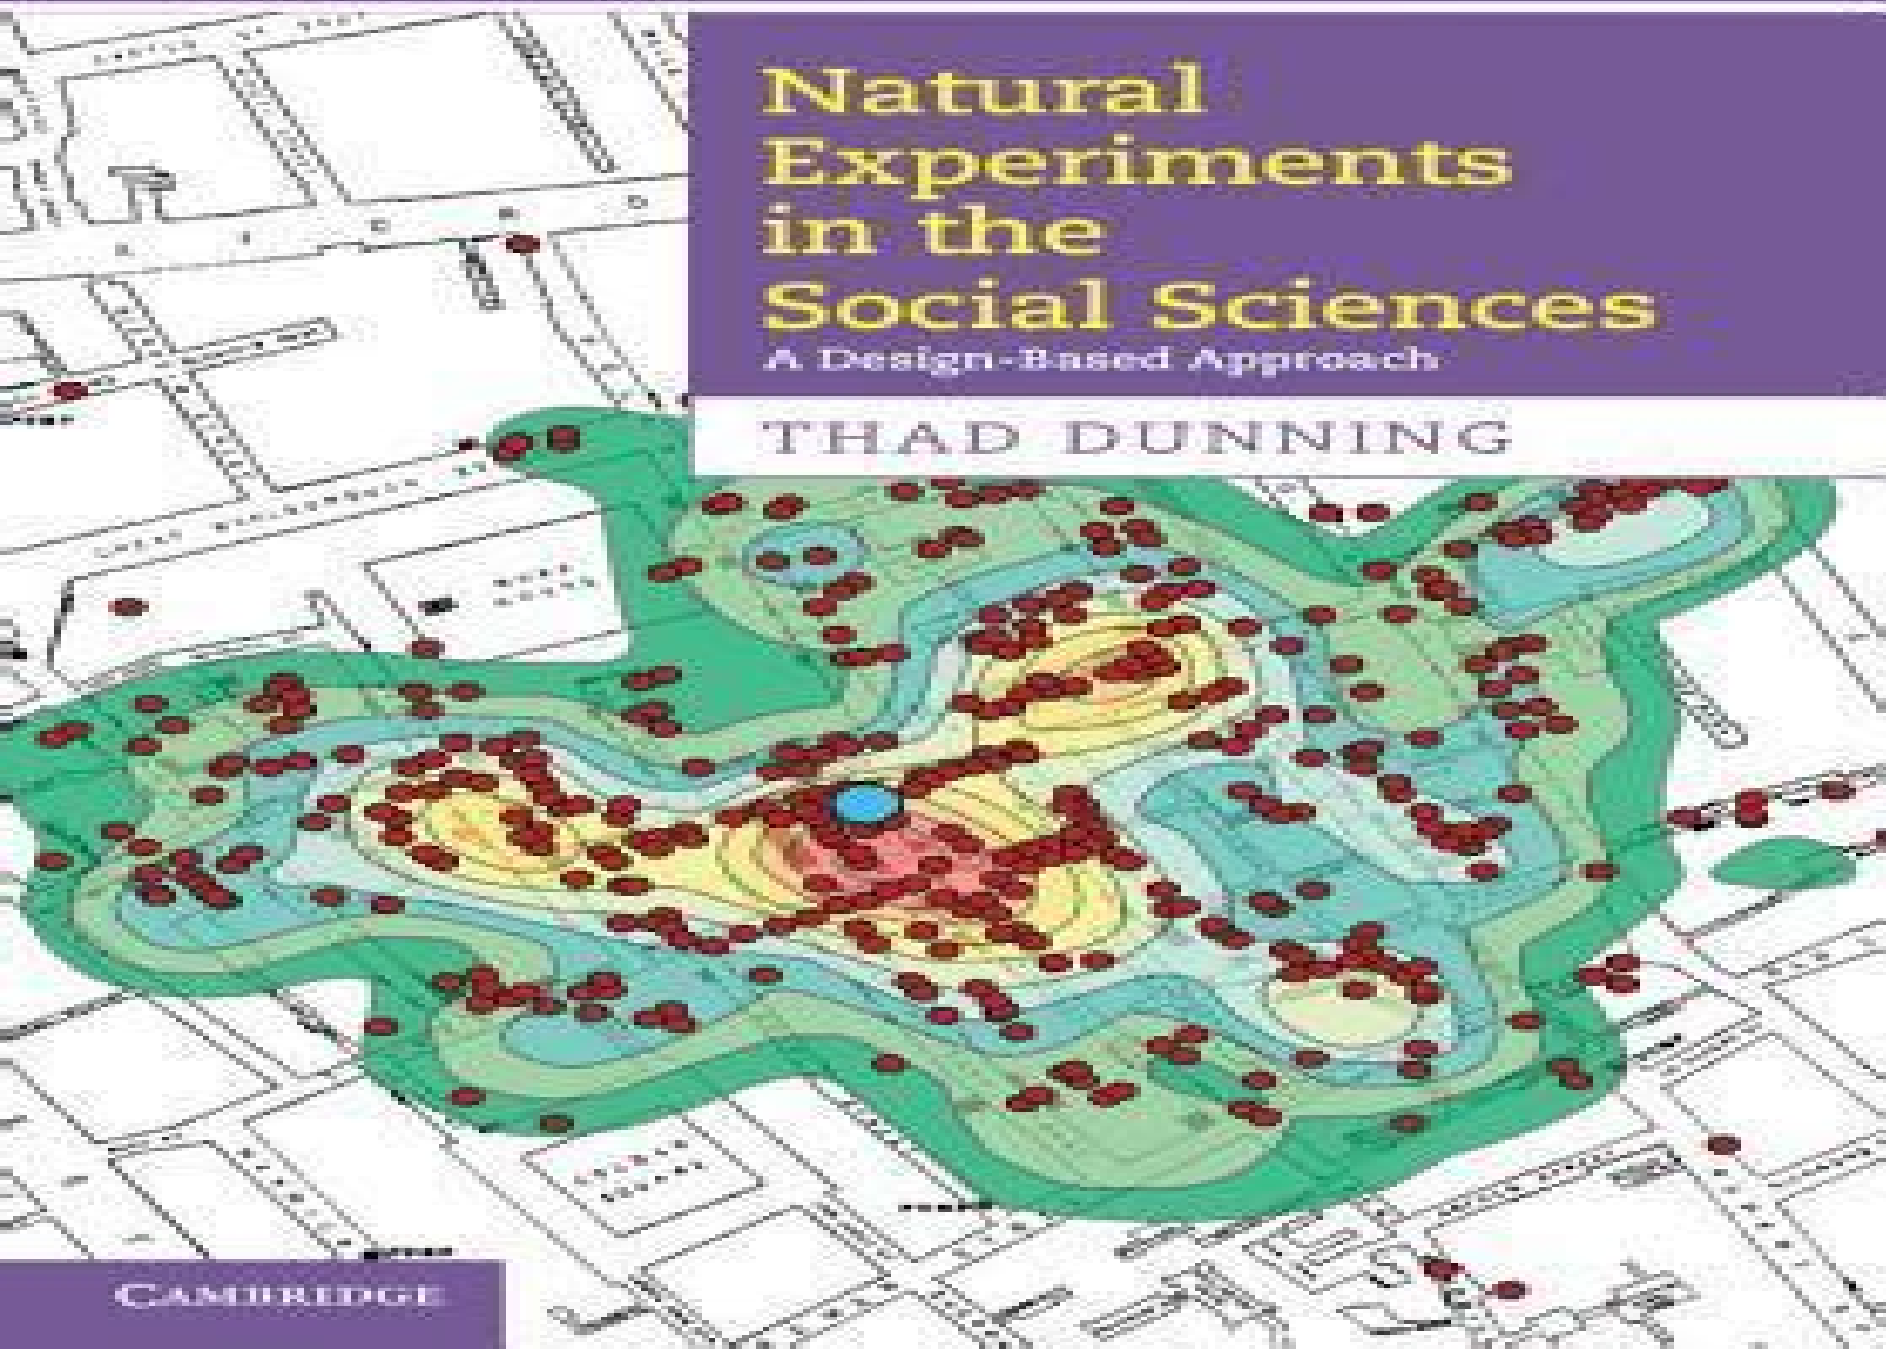 Natural
Experiments
in the
Social Sciences
A Design-Based Approach
THAD DUNNING
CAMBRIDGE